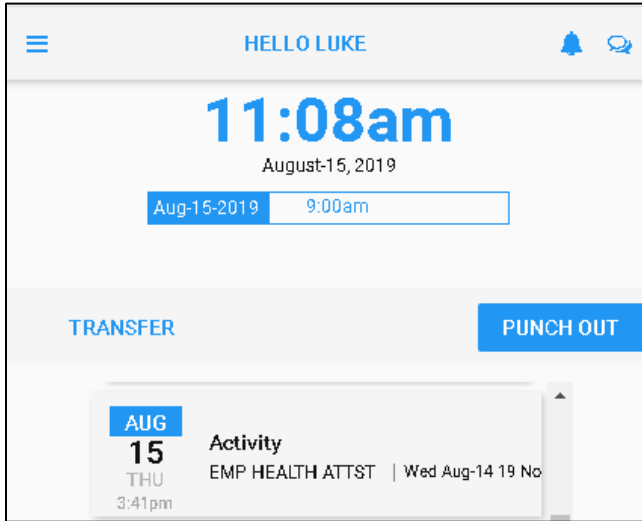 HELLO LUKE
11:08am
August-15, 2019
Aug-15-2019 9:00am
TRANSFER PUNCH OUT
AUG
15
THU
3:41pm
Activity
EMP HEALTH ATTST | Wed Aug-14 19 No